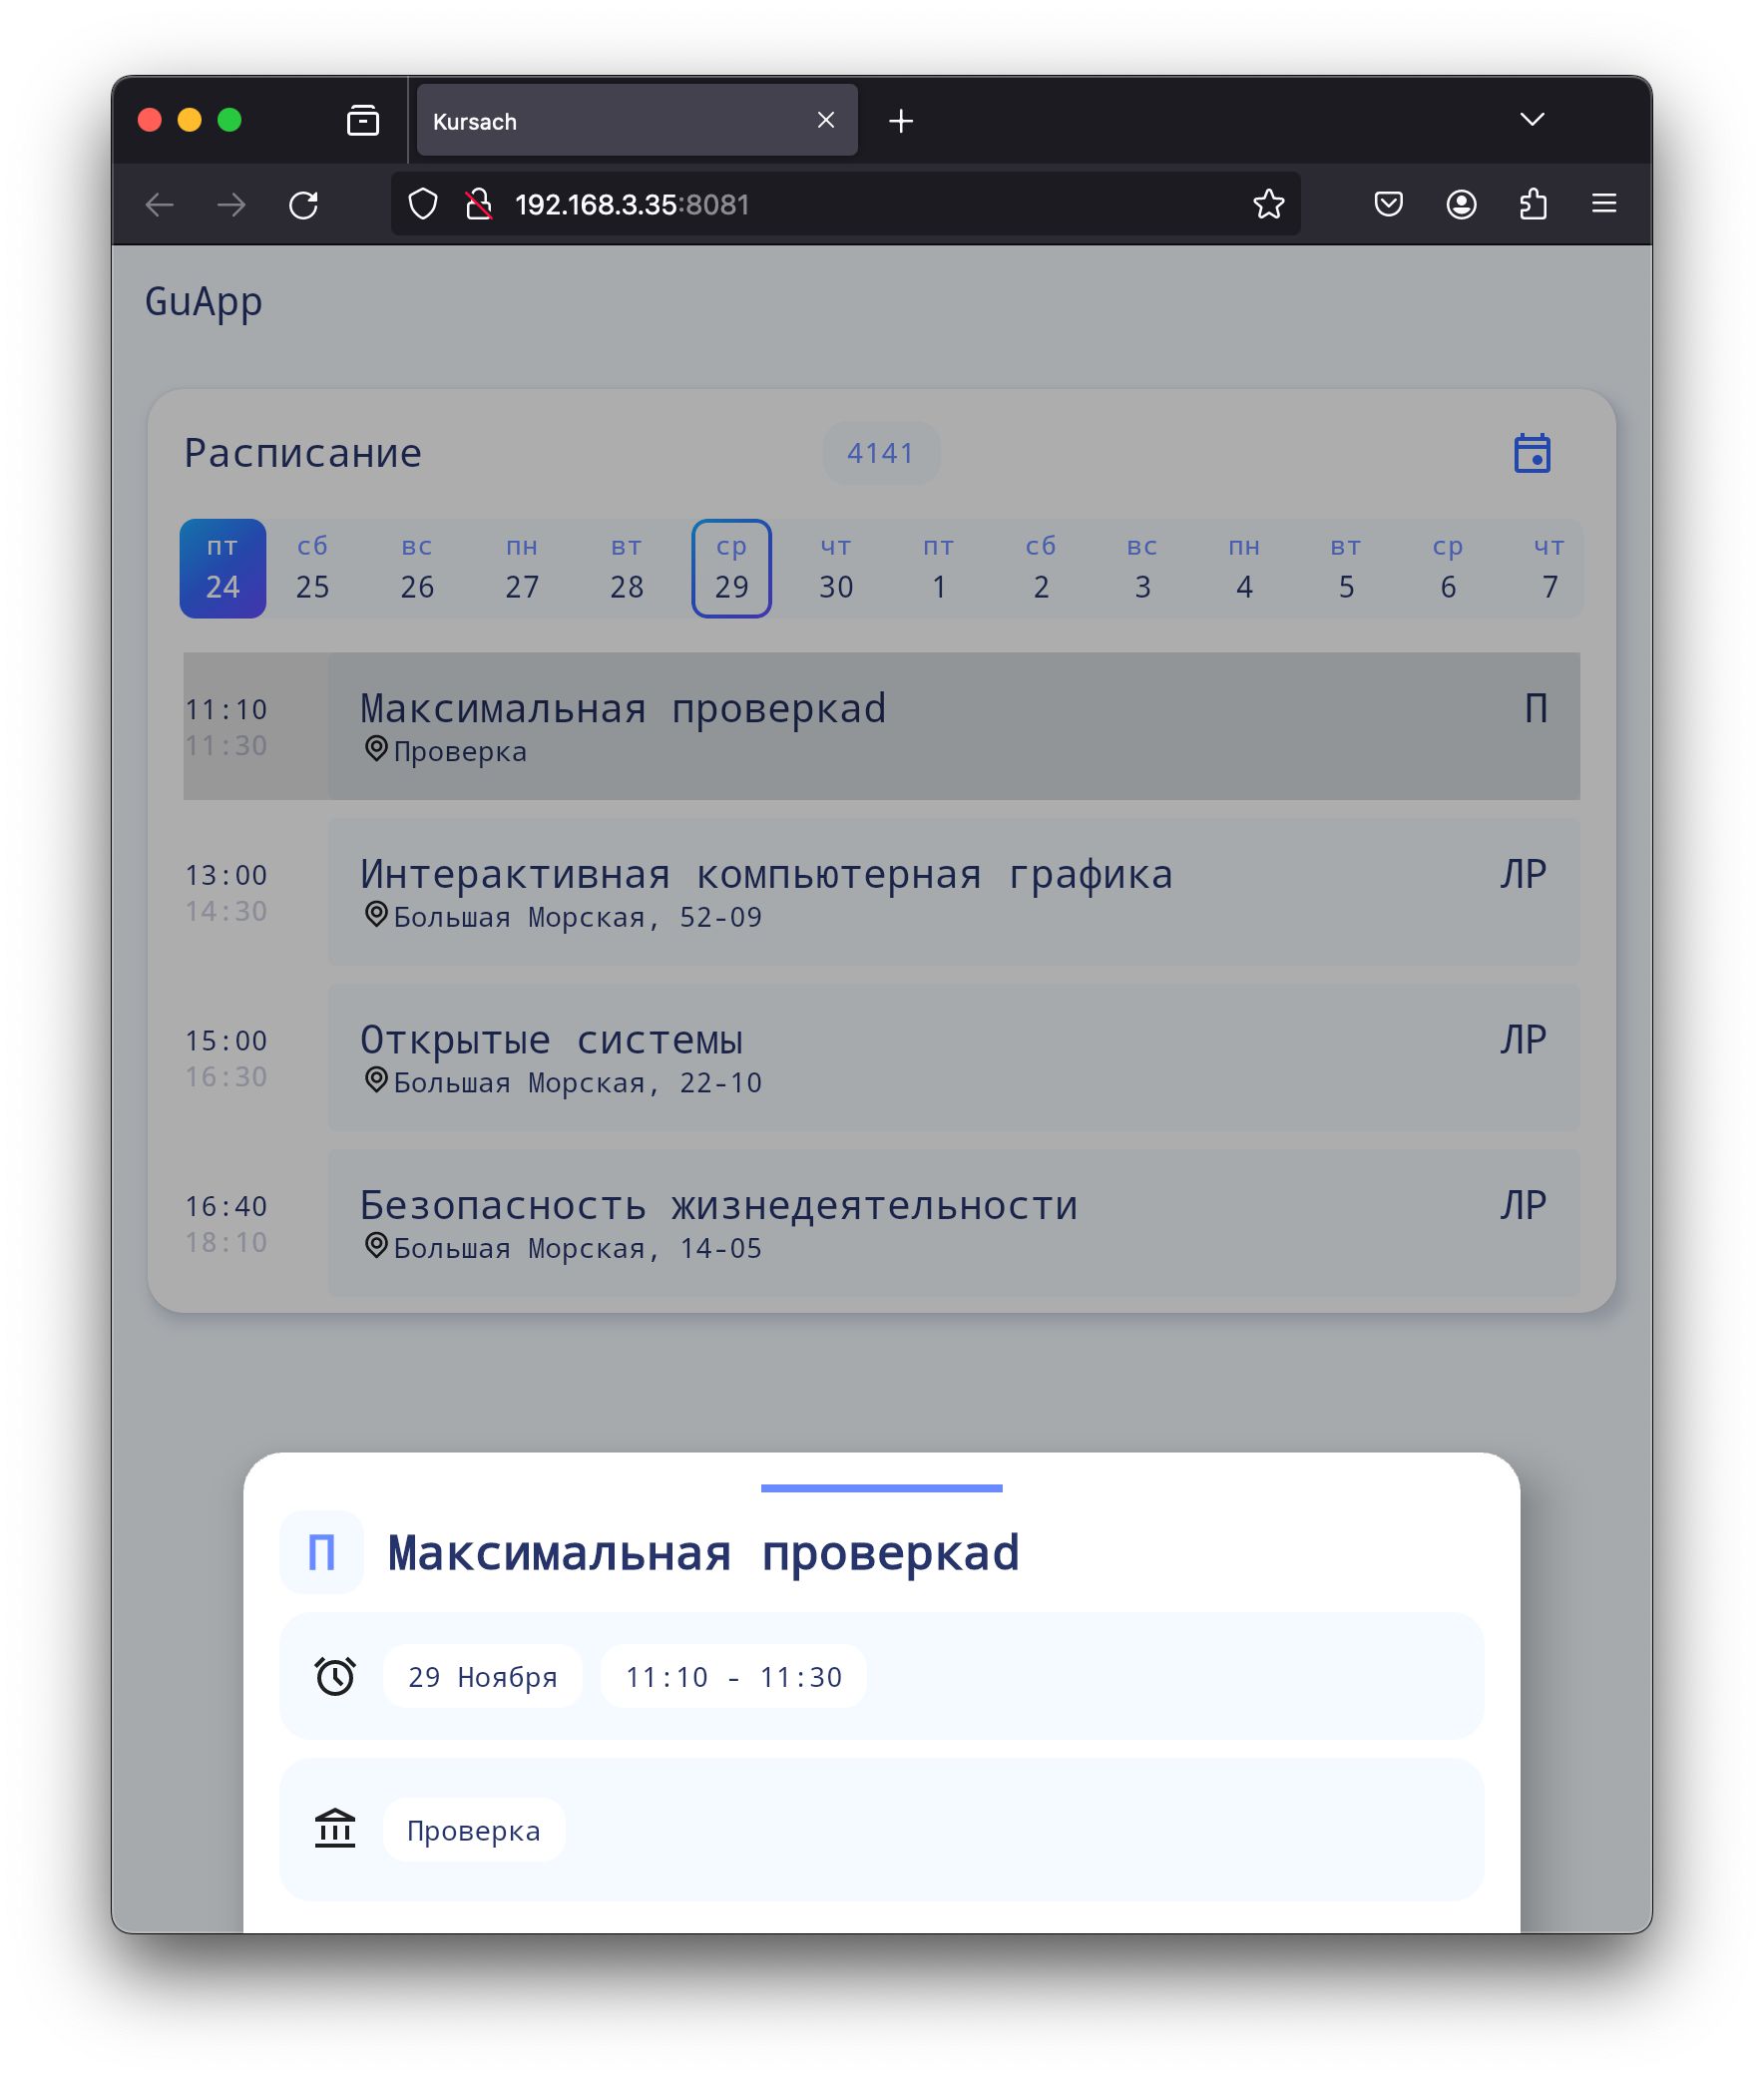 Kursach
192.168.3.35:8081
GuApp
Расписание 4141
пт сб вс пн вт ср чт пт сб вс пн вт ср чт
24 25 26 27 28 29 30 1 2 3 4 5 6 7
11:10 Максимальная проверкаd П
11:30 Проверка
13:00 Интерактивная компьютерная графика ЛР
14:30 Большая Морская, 52-09
15:00 Открытые системы ЛР
16:30 Большая Морская, 22-10
16:40 Безопасность жизнедеятельности ЛР
18:10 Большая Морская, 14-05
П Максимальная проверкаd
29 Ноября 11:10 - 11:30
Проверка